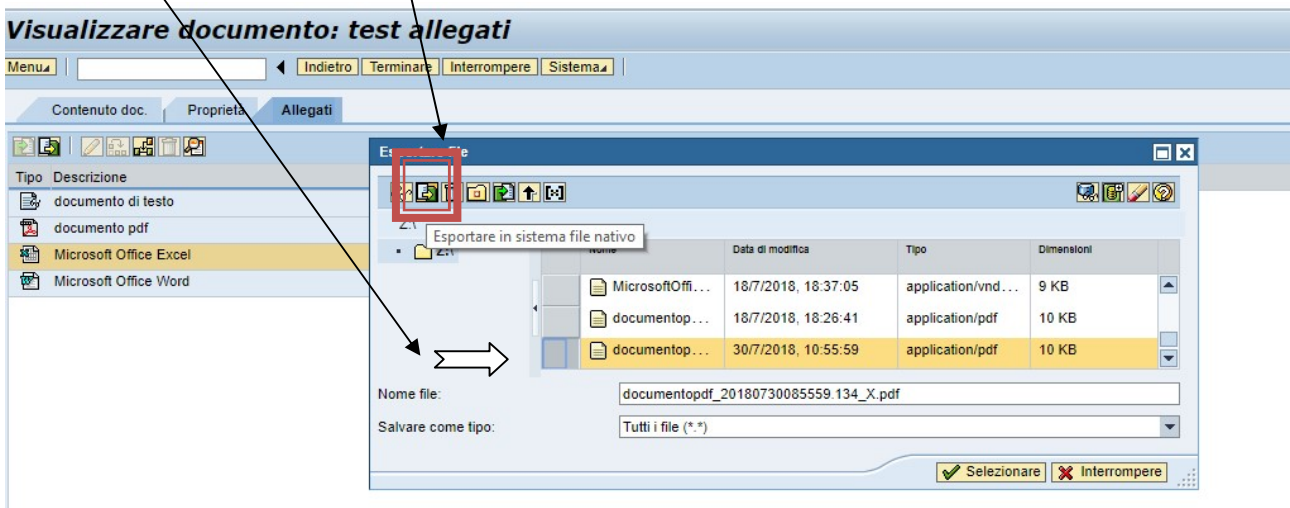 Visualizzare documento: test allegati
Menu Indietro Terminare Interrompere Sistema
Contenuto doc. Proprietà Allegati
Tipo Descrizione
documento di testo
documento pdf
Microsoft Office Excel
Microsoft Office Word
Esportare File
Z:\
Esportare in sistema file nativo
Z:\
Nome Data di modifica Tipo Dimensioni
MicrosoftOffi... 18/7/2018, 18:37:05 application/vnd... 9 KB
documentop... 18/7/2018, 18:26:41 application/pdf 10 KB
documentop... 30/7/2018, 10:55:59 application/pdf 10 KB
Nome file: documentopdf_20180730085559.134_X.pdf
Salvare come tipo: Tutti i file (*.*)
Selezionare Interrompere